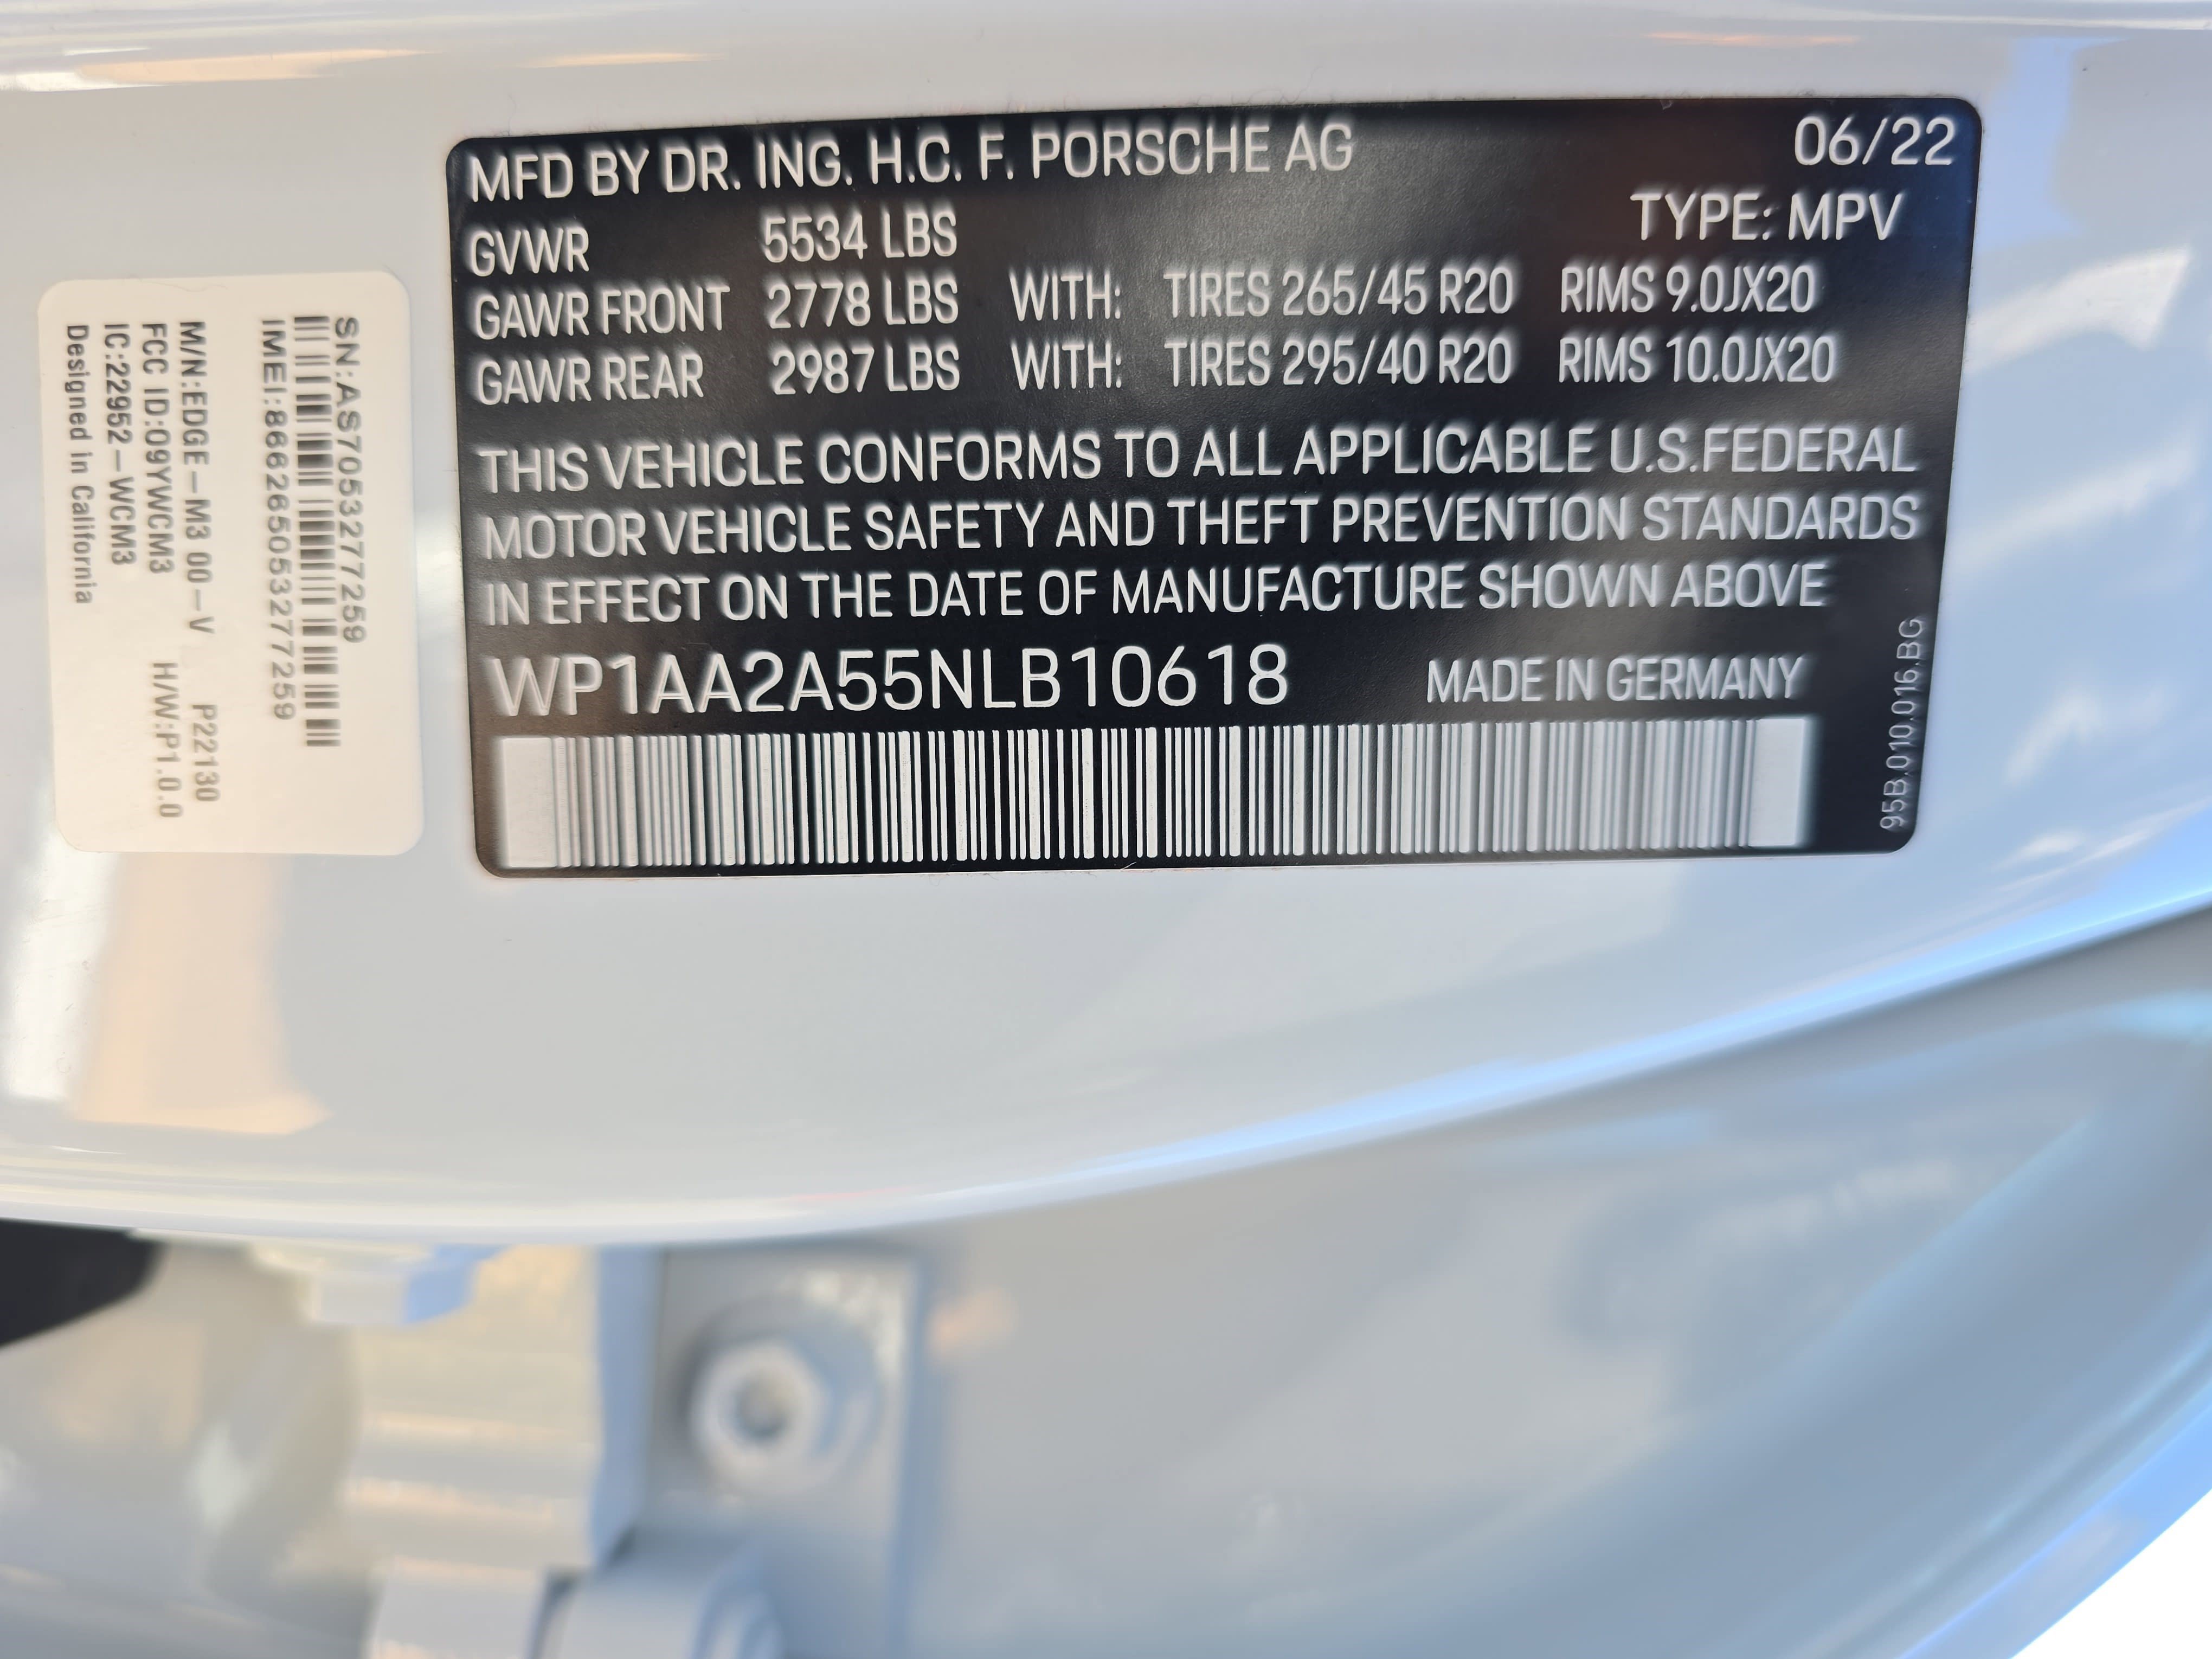 MFD BY DR. ING. H.C. F. PORSCHE AG 06/22
GVWR 5534 LBS TYPE: MPV
GAWR FRONT 2778 LBS WITH: TIRES 265/45 R20 RIMS 9.0JX20
GAWR REAR 2987 LBS WITH: TIRES 295/40 R20 RIMS 10.0JX20
THIS VEHICLE CONFORMS TO ALL APPLICABLE U.S.FEDERAL
MOTOR VEHICLE SAFETY AND THEFT PREVENTION STANDARDS
IN EFFECT ON THE DATE OF MANUFACTURE SHOWN ABOVE
WP1AA2A55NLB10618 MADE IN GERMANY
95B.010.016.BG
SN:AS7053277259
IMEI:866265053277259
M/N:EDGE-M3 00-V P22130
FCC ID:O9YWCM3 H/W:P1.0.0
IC:22952-WCM3
Designed in California